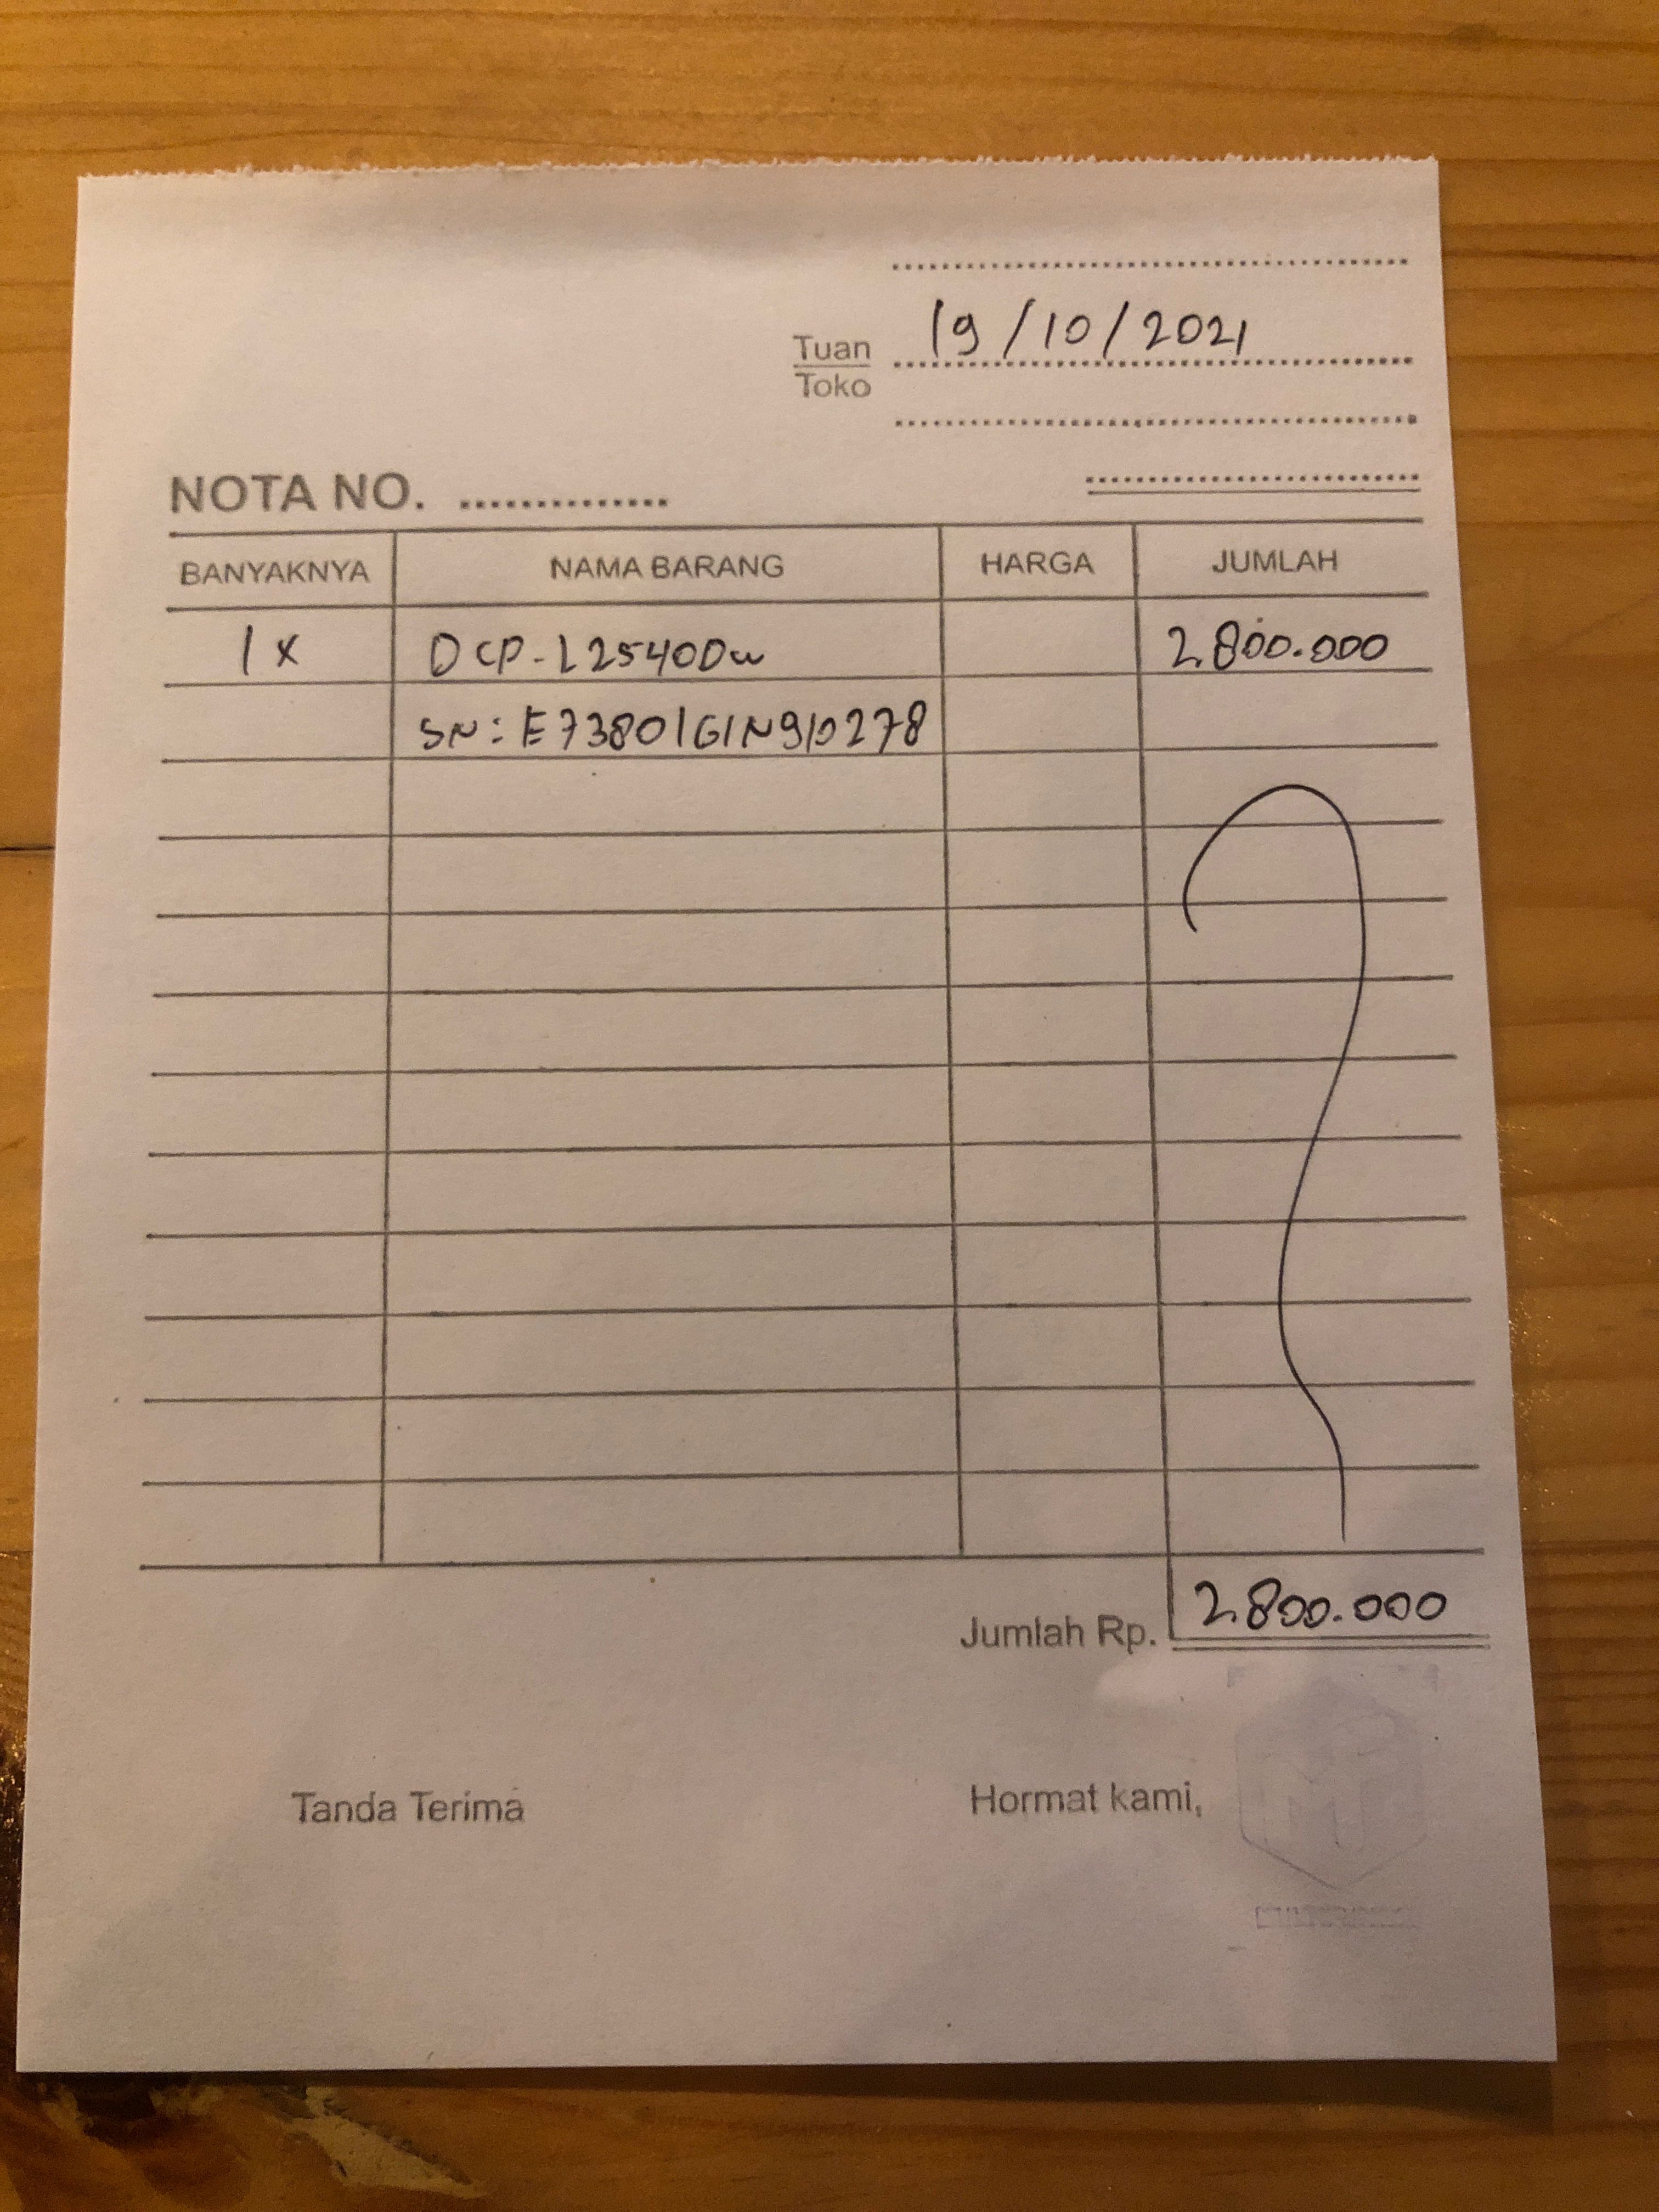 19/10/2021
Tuan
Toko
NOTA NO.
BANYAKNYA NAMA BARANG HARGA JUMLAH
1x DCP-L2540Dw 2.800.000
SN: E73801G1N910278
Jumlah Rp. 2.800.000
Tanda Terima Hormat kami,